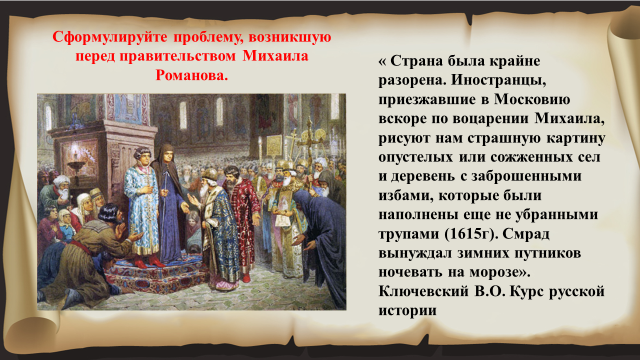 Сформулируйте проблему, возникшую
перед правительством Михаила
Романова.
« Страна была крайне
разорена. Иностранцы,
приезжавшие в Московию
вскоре по воцарении Михаила,
рисуют нам страшную картину
опустелых или сожженных сел
и деревень с заброшенными
избами, которые были
наполнены еще не убранными
трупами (1615г). Смрад
вынуждал зимних путников
ночевать на морозе».
Ключевский В.О. Курс русской
истории